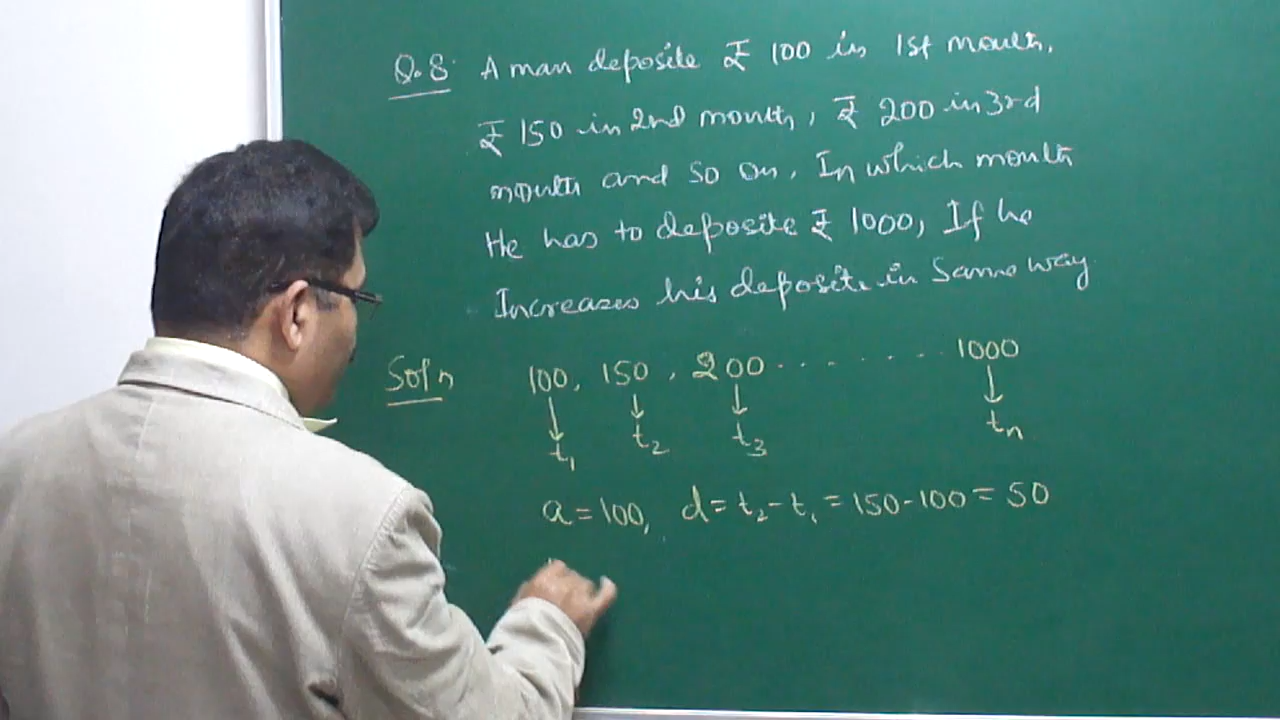 Q.8. A man deposite ₹ 100 in 1st month,
₹ 150 in 2nd month, ₹ 200 in 3rd
month and so on. In which month
He has to deposite ₹ 1000, If he
Increases his deposite in Same way.
Soln 100, 150, 200 . . . . . . . . 1000
t₁ t₂ t₃ tₙ
a = 100, d = t₂ - t₁ = 150 - 100 = 50